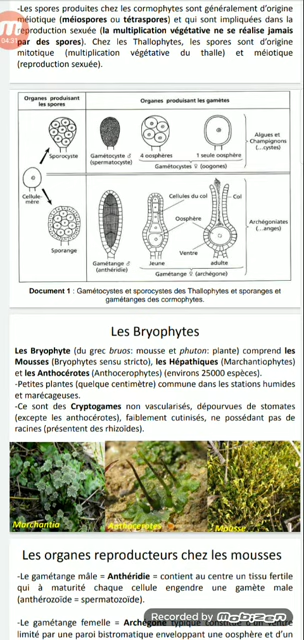 -Les spores produites chez les cormophytes sont généralement d'origine
méiotique (méiospores ou tétraspores) et qui sont impliquées dans la
reproduction sexuée (la multiplication végétative ne se réalise jamais
par des spores). Chez les Thallophytes, les spores sont d'origine
mitotique (multiplication végétative du thalle) et méiotique
(reproduction sexuée).
Organes produisant
les spores
Organes produisant les gamètes
Sporocyste
Gamétocyste ♂
(spermatocyste)
4 oosphères
1 seule oosphère
Gamétocystes ♀ (oogones)
Algues et
Champignons
(...cystes)
Cellule-
mère
Sporange
Gamétange ♂
(anthéridie)
Cellules du col
Col
Oosphère
Ventre
Jeune
adulte
Gamétange ♀ (archégone)
Archégoniates
(...anges)
Document 1 : Gamétocystes et sporocystes des Thallophytes et sporanges et
gamétanges des cormophytes.
Les Bryophytes
Les Bryophyte (du grec bruos: mousse et phuton: plante) comprend les
Mousses (Bryophytes sensu stricto), les Hépathiques (Marchantiophytes)
et les Anthocérotes (Anthocerophytes) (environs 25000 espèces).
-Petites plantes (quelque centimètre) commune dans les stations humides
et marécageuses.
-Ce sont des Cryptogames non vascularisés, dépourvues de stomates
(excepte les anthocérotes), faiblement cutinisés, ne possédant pas de
racines (présentent des rhizoïdes).
Marchantia
Anthocerotes
Mousse
Les organes reproducteurs chez les mousses
-Le gamétange mâle = Anthéridie = contient au centre un tissu fertile
qui à maturité chaque cellule engendre une gamète mâle
(anthérozoïde = spermatozoïde).
Recorded by MOBIZEN
-Le gamétange femelle = Archégone typique constitué d'un ventre
limité par une paroi bistromatique enveloppant une oosphère et d'un